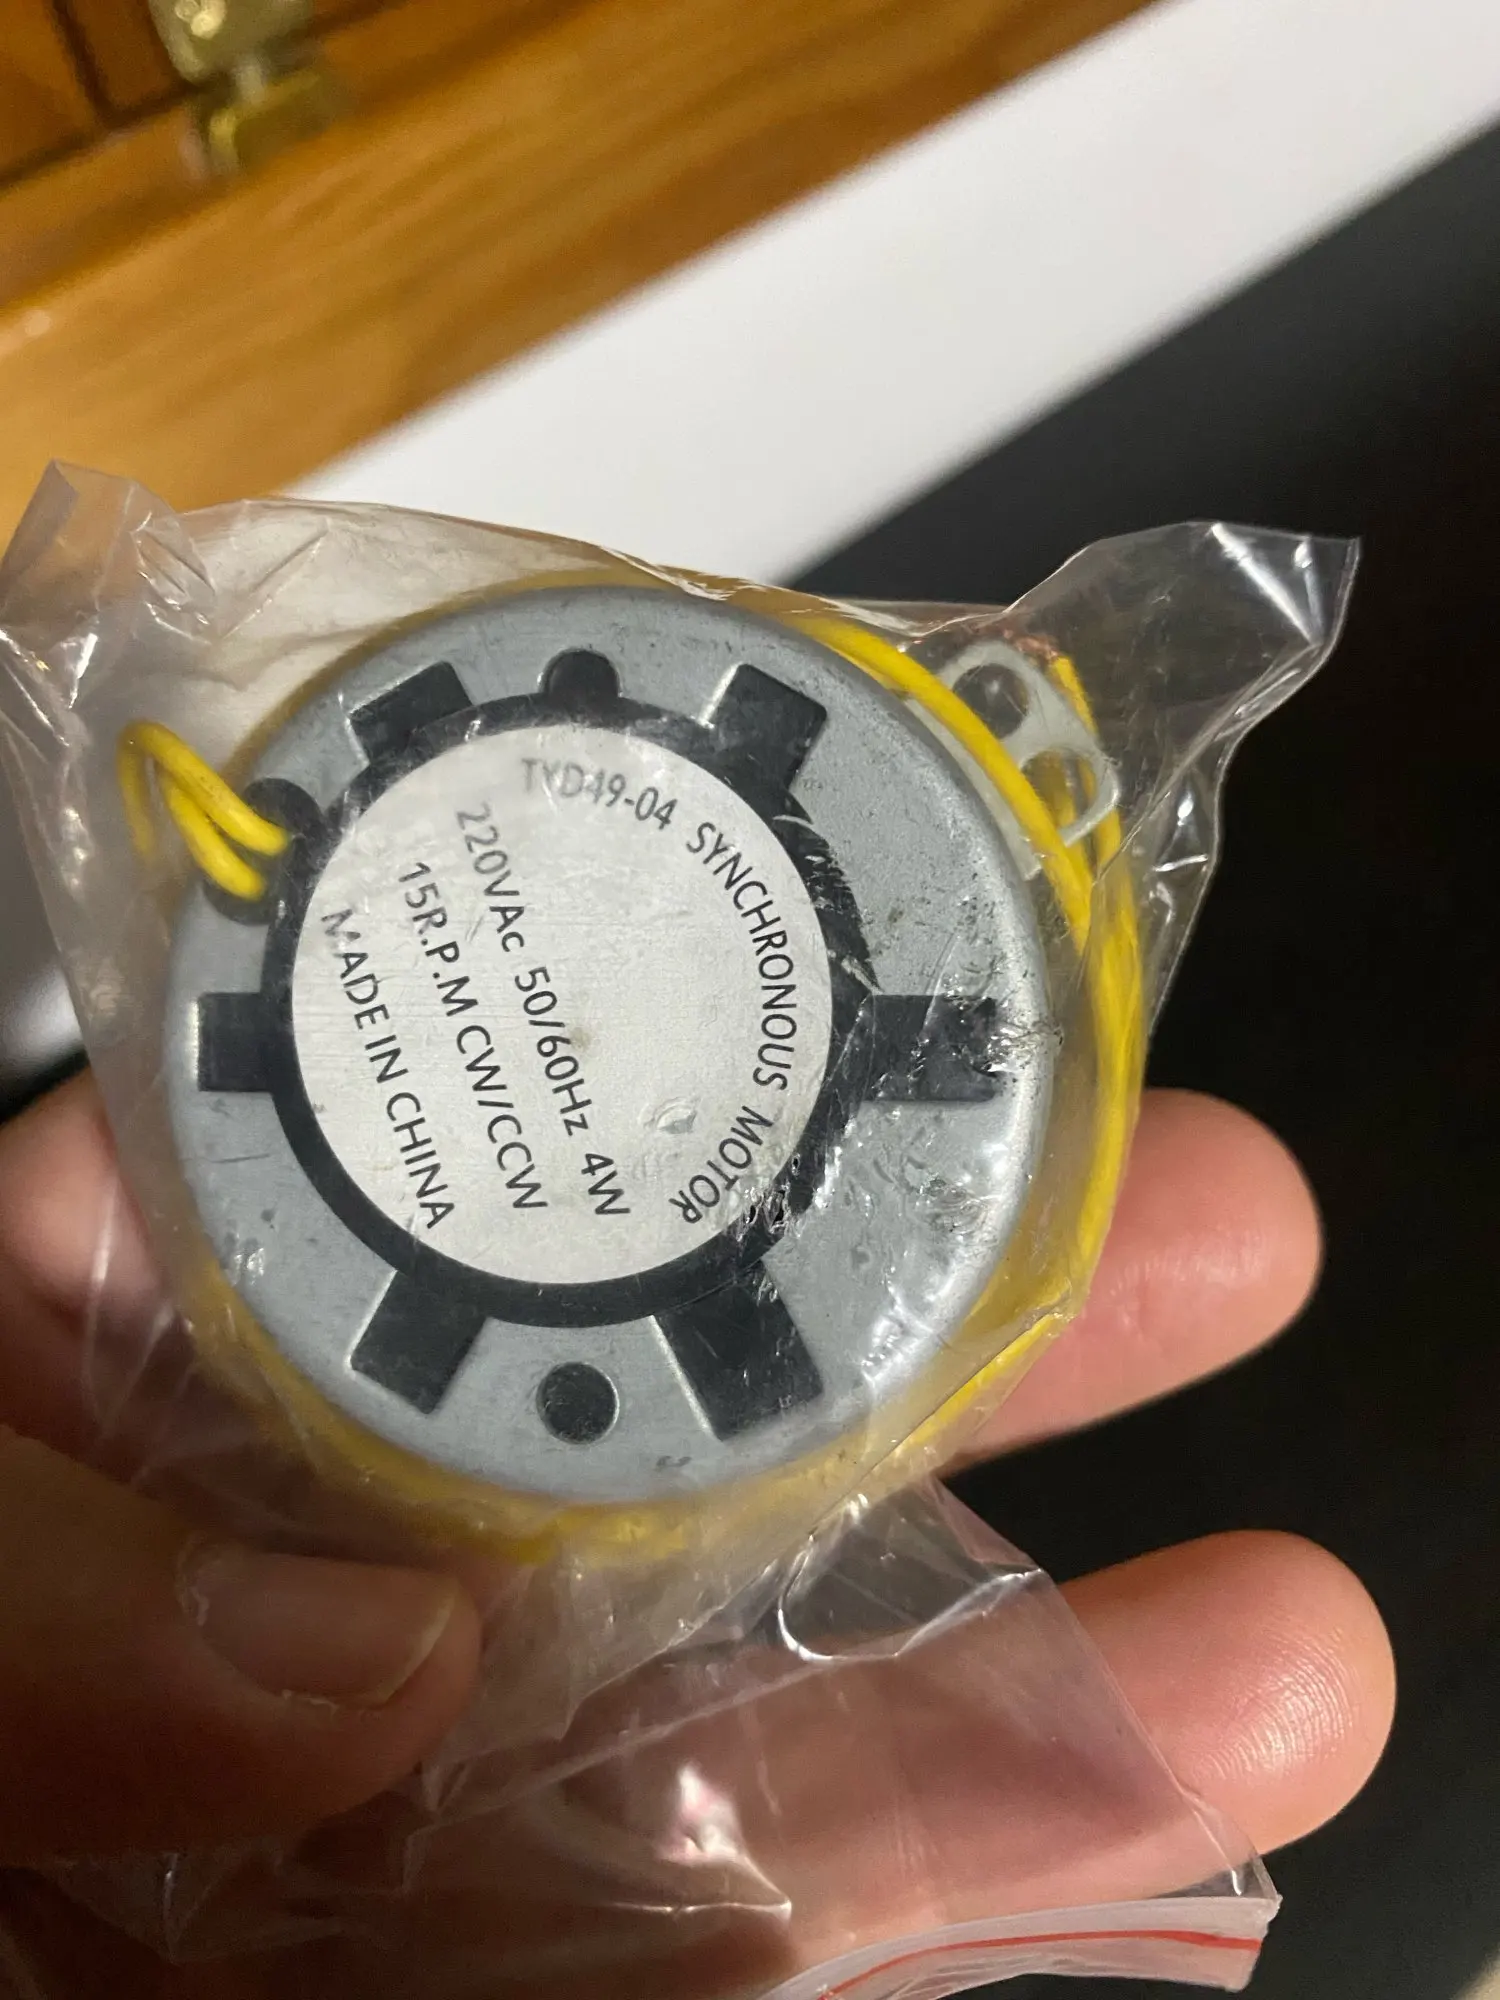 TYD49-04 SYNCHRONOUS MOTOR
220VAc 50/60Hz 4W
15R.P.M CW/CCW
MADE IN CHINA